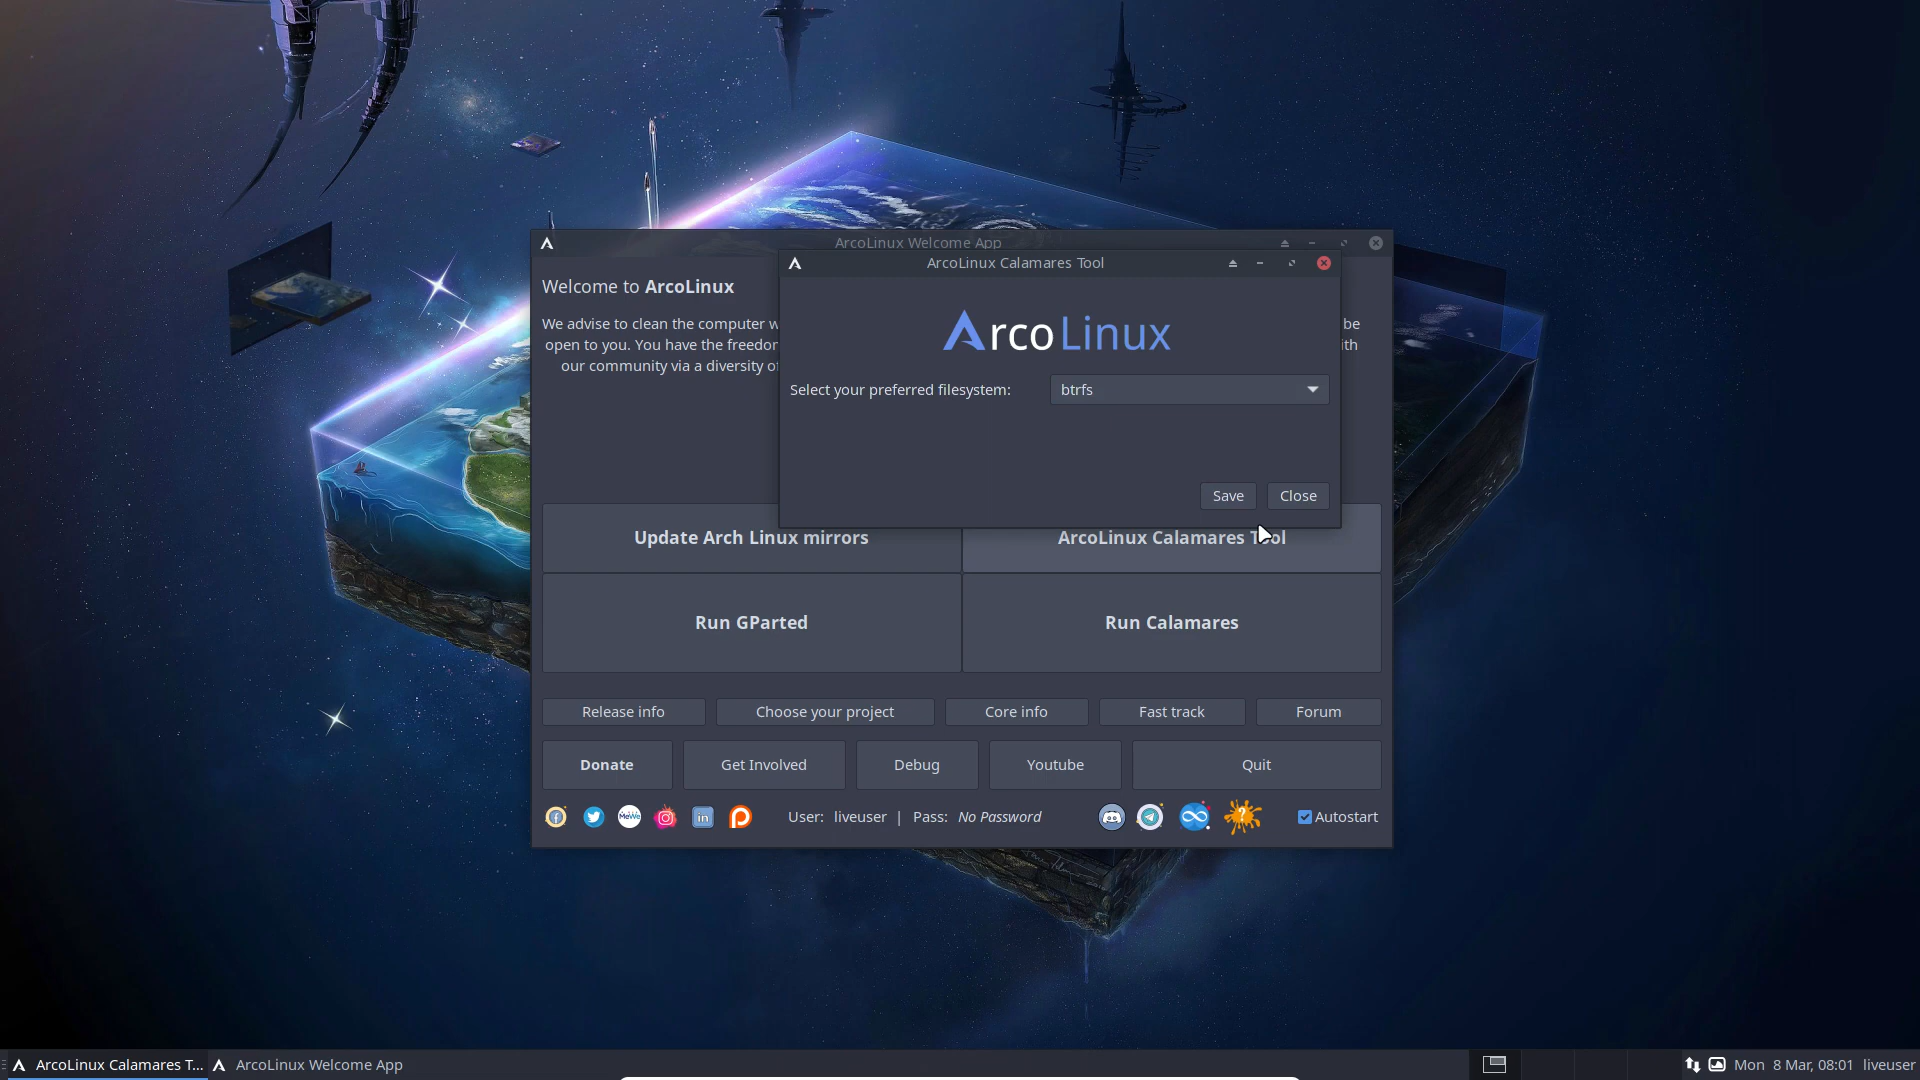 ArcoLinux Welcome App
ArcoLinux Calamares Tool
Welcome to ArcoLinux
ArcoLinux
We advise to clean the computer w
be
open to you. You have the freedor
ith
our community via a diversity of
Select your preferred filesystem:
btrfs
Save
Close
Update Arch Linux mirrors
ArcoLinux Calamares Tool
Run GParted
Run Calamares
Release info
Choose your project
Core info
Fast track
Forum
Donate
Get Involved
Debug
Youtube
Quit
MeWe
in
User: liveuser | Pass: No Password
?
Autostart
ArcoLinux Calamares T...
ArcoLinux Welcome App
Mon 8 Mar, 08:01
liveuser